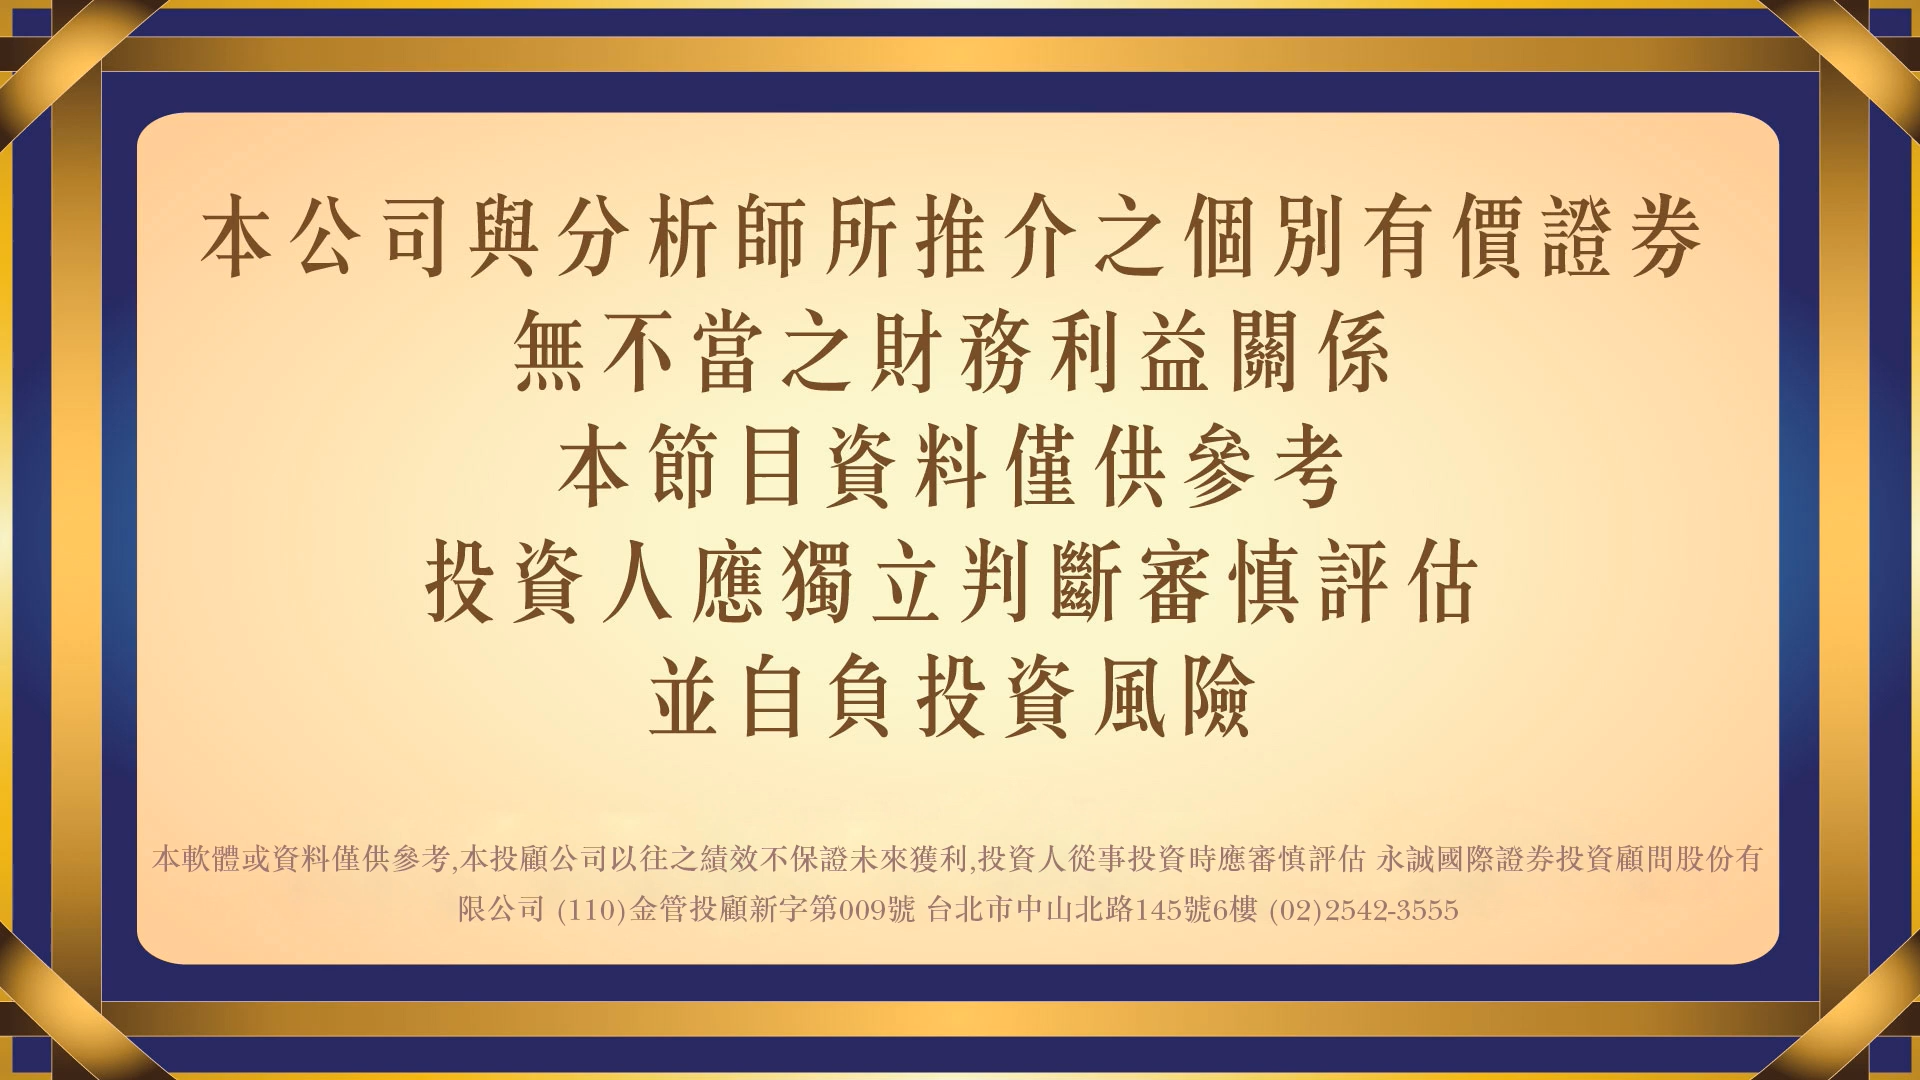 本公司與分析師所推介之個別有價證券
無不當之財務利益關係
本節目資料僅供參考
投資人應獨立判斷審慎評估
並自負投資風險
本軟體或資料僅供參考,本投顧公司以往之績效不保證未來獲利,投資人從事投資時應審慎評估 永誠國際證券投資顧問股份有
限公司 (110)金管投顧新字第009號 台北市中山北路145號6樓 (02)2542-3555